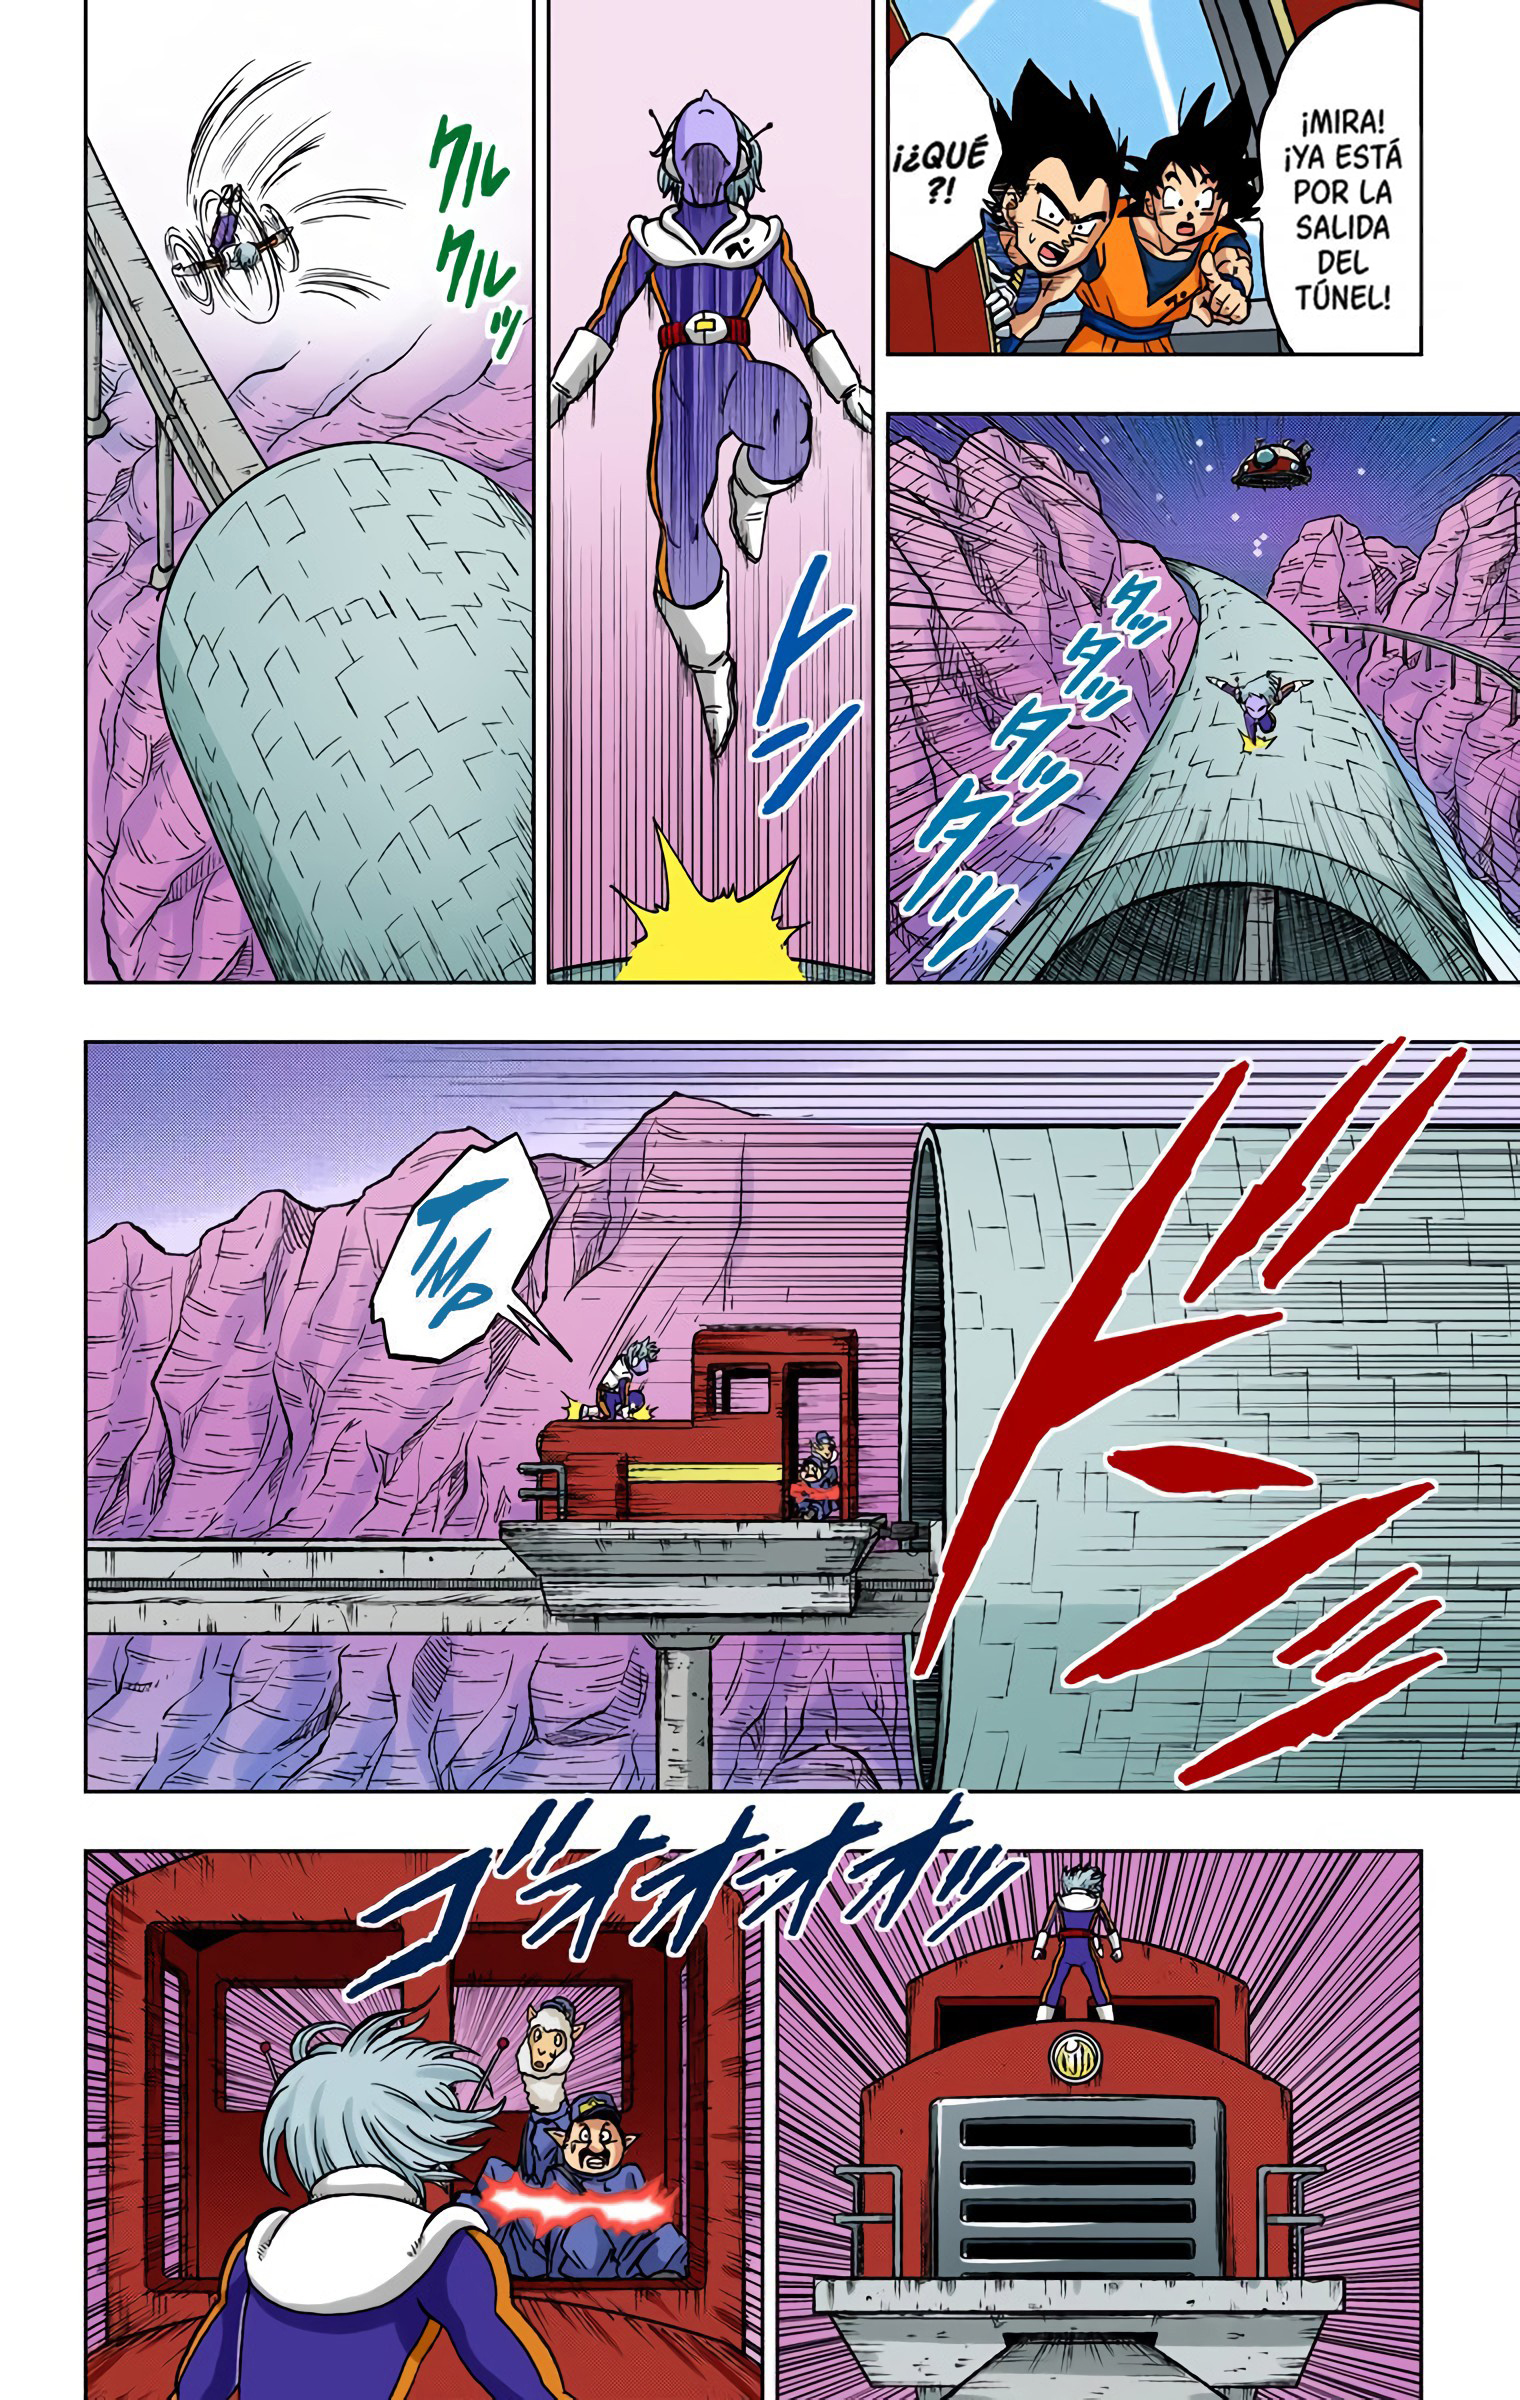 ¡MIRA!
¡YA ESTÁ
POR LA
SALIDA
DEL
TÚNEL!
¡¿QUÉ
?!
タッ
タッ
タッ
タッ
トン
クル
クルッ
ドン
TMP
ゴオオオオッ